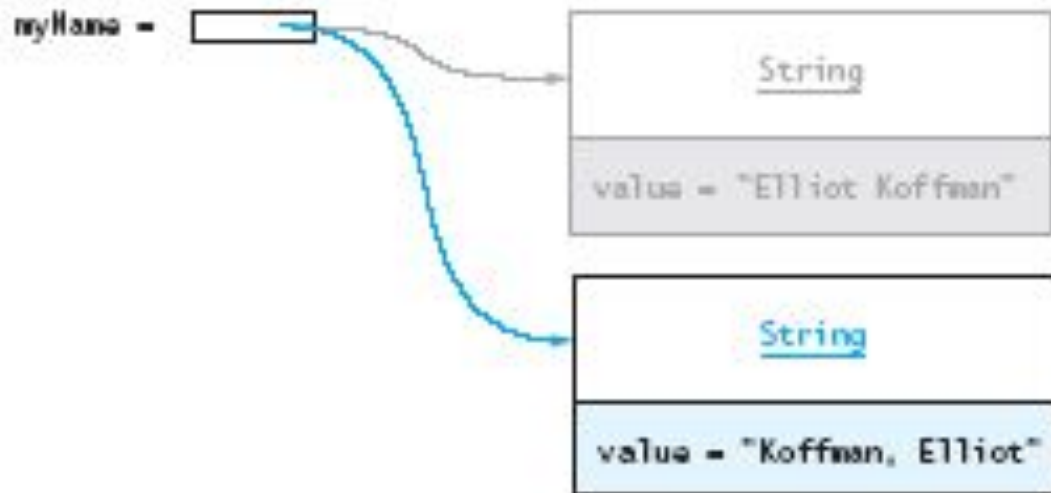 myName =
String
value = "Elliot Koffman"
String
value = "Koffman, Elliot"